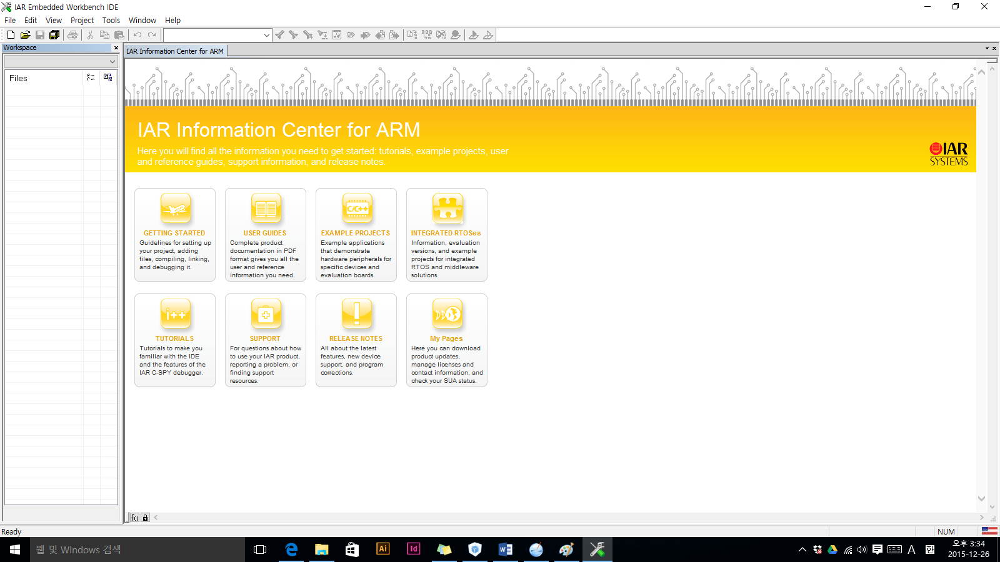 IAR Embedded Workbench IDE
File Edit View Project Tools Window Help
Workspace
IAR Information Center for ARM
Files
IAR Information Center for ARM
Here you will find all the information you need to get started: tutorials, example projects, user
and reference guides, support information, and release notes.
IAR
SYSTEMS
GETTING STARTED
Guidelines for setting up
your project, adding
files, compiling, linking,
and debugging it.
USER GUIDES
Complete product
documentation in PDF
format gives you all the
user and reference
information you need.
C/C++
EXAMPLE PROJECTS
Example applications
that demonstrate
hardware peripherals for
specific devices and
evaluation boards.
INTEGRATED RTOSes
Information, evaluation
versions, and example
projects for integrated
RTOS and middleware
solutions.
i++
TUTORIALS
Tutorials to make you
familiar with the IDE
and the features of the
IAR C-SPY debugger.
SUPPORT
For questions about how
to use your IAR product,
reporting a problem, or
finding support
resources.
RELEASE NOTES
All about the latest
features, new device
support, and program
corrections.
My Pages
Here you can download
product updates,
manage licenses and
contact information, and
check your SUA status.
f()
Ready
NUM
웹 및 Windows 검색
Ai
Id
A
오후 3:34
2015-12-26